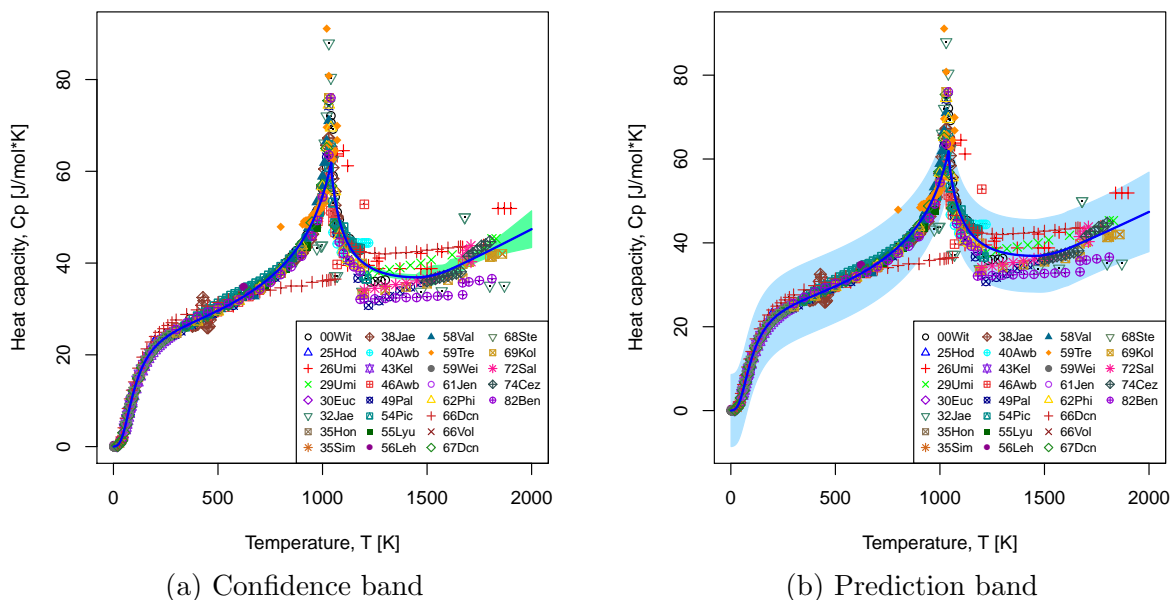 Heat capacity, Cp [J/mol*K]
80
60
40
20
0
00Wit 38Jae 58Val 68Ste
25Hod 40Awb 59Tre 69Kol
26Umi 43Kel 59Wei 72Sal
29Umi 46Awb 61Jen 74Cez
30Euc 49Pal 62Phi 82Ben
32Jae 54Pic 66Dcn
35Hon 55Lyu 66Vol
35Sim 56Leh 67Dcn
0 500 1000 1500 2000
Temperature, T [K]
(a) Confidence band
Heat capacity, Cp [J/mol*K]
80
60
40
20
0
00Wit 38Jae 58Val 68Ste
25Hod 40Awb 59Tre 69Kol
26Umi 43Kel 59Wei 72Sal
29Umi 46Awb 61Jen 74Cez
30Euc 49Pal 62Phi 82Ben
32Jae 54Pic 66Dcn
35Hon 55Lyu 66Vol
35Sim 56Leh 67Dcn
0 500 1000 1500 2000
Temperature, T [K]
(b) Prediction band